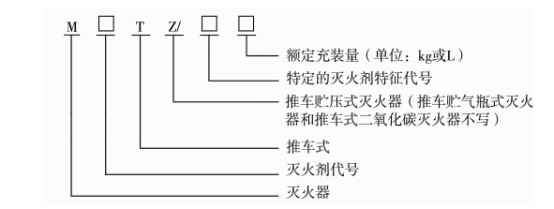 M □ T Z/ □ □
额定充装量（单位：kg或L）
特定的灭火剂特征代号
推车贮压式灭火器（推车贮气瓶式灭火
器和推车式二氧化碳灭火器不写）
推车式
灭火剂代号
灭火器